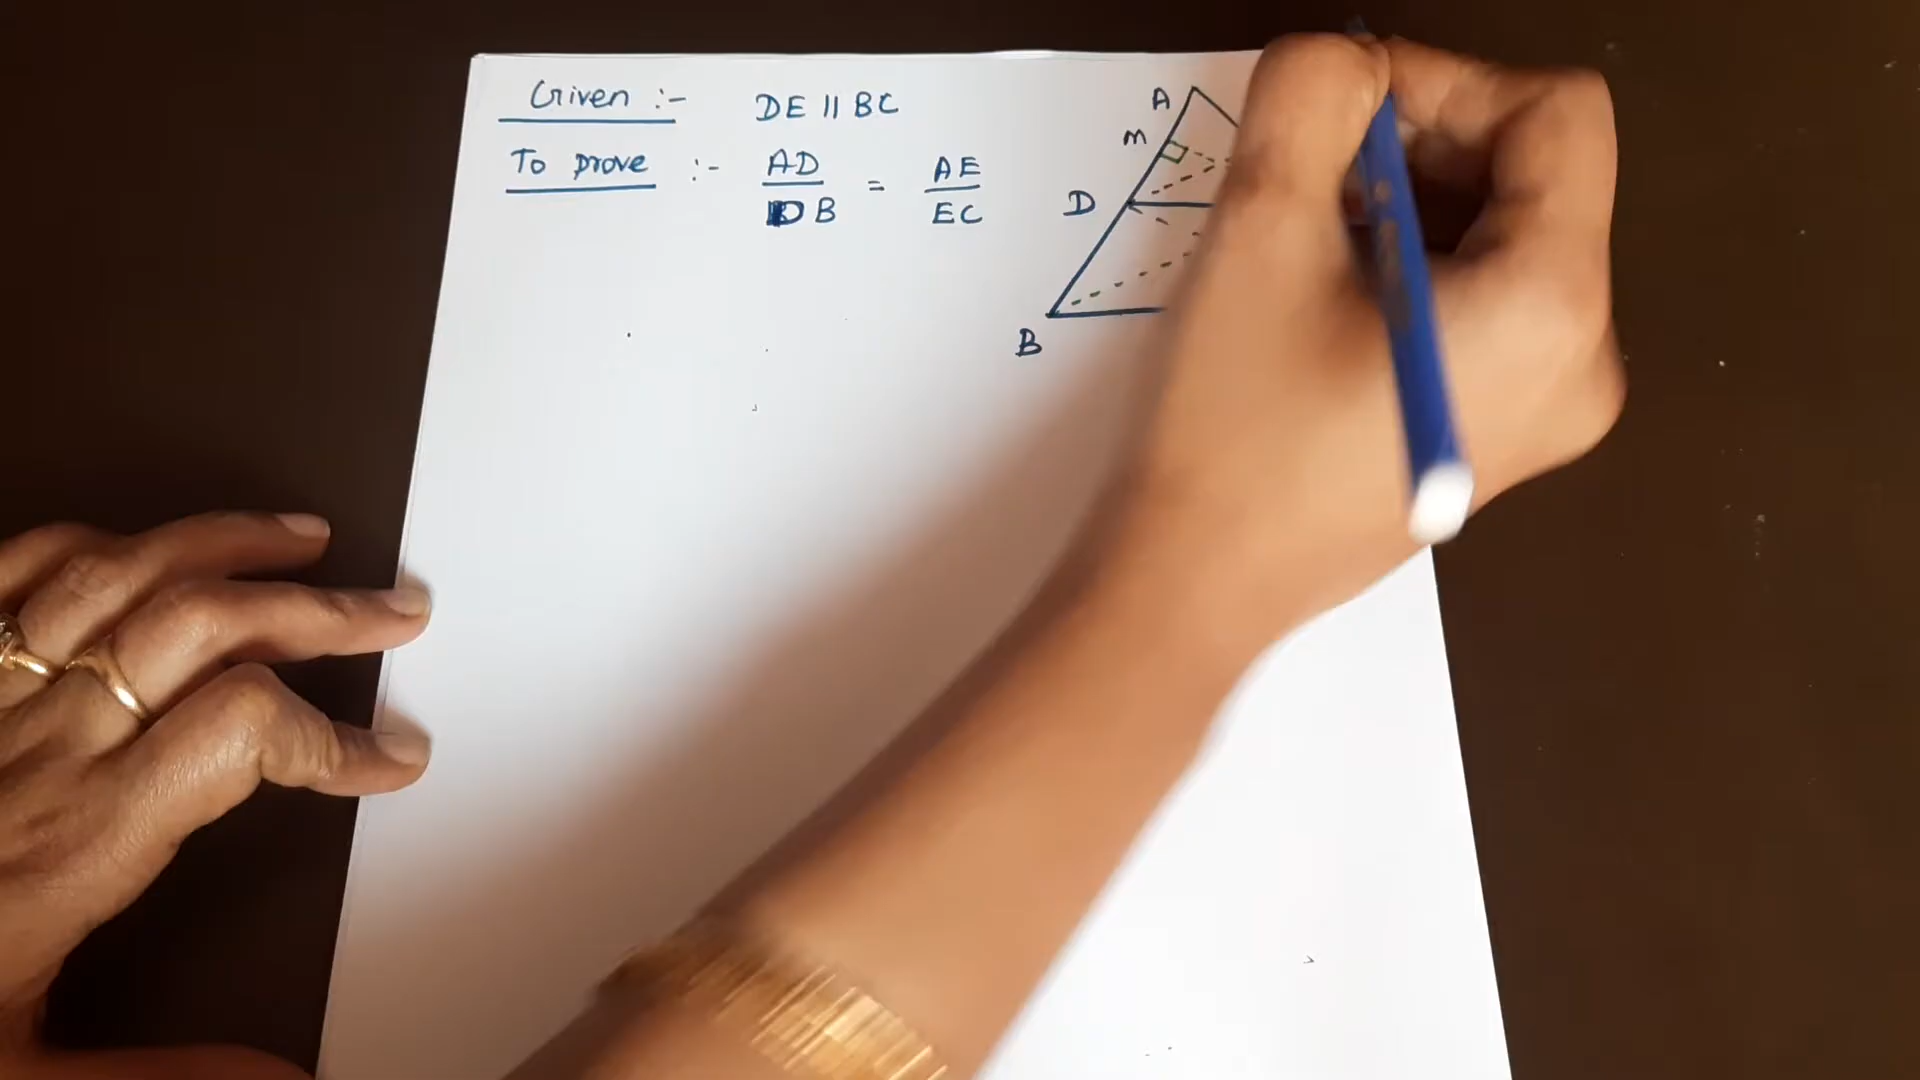 Given :- DE || BC
To prove :- AD/DB = AE/EC
A
M
D
B